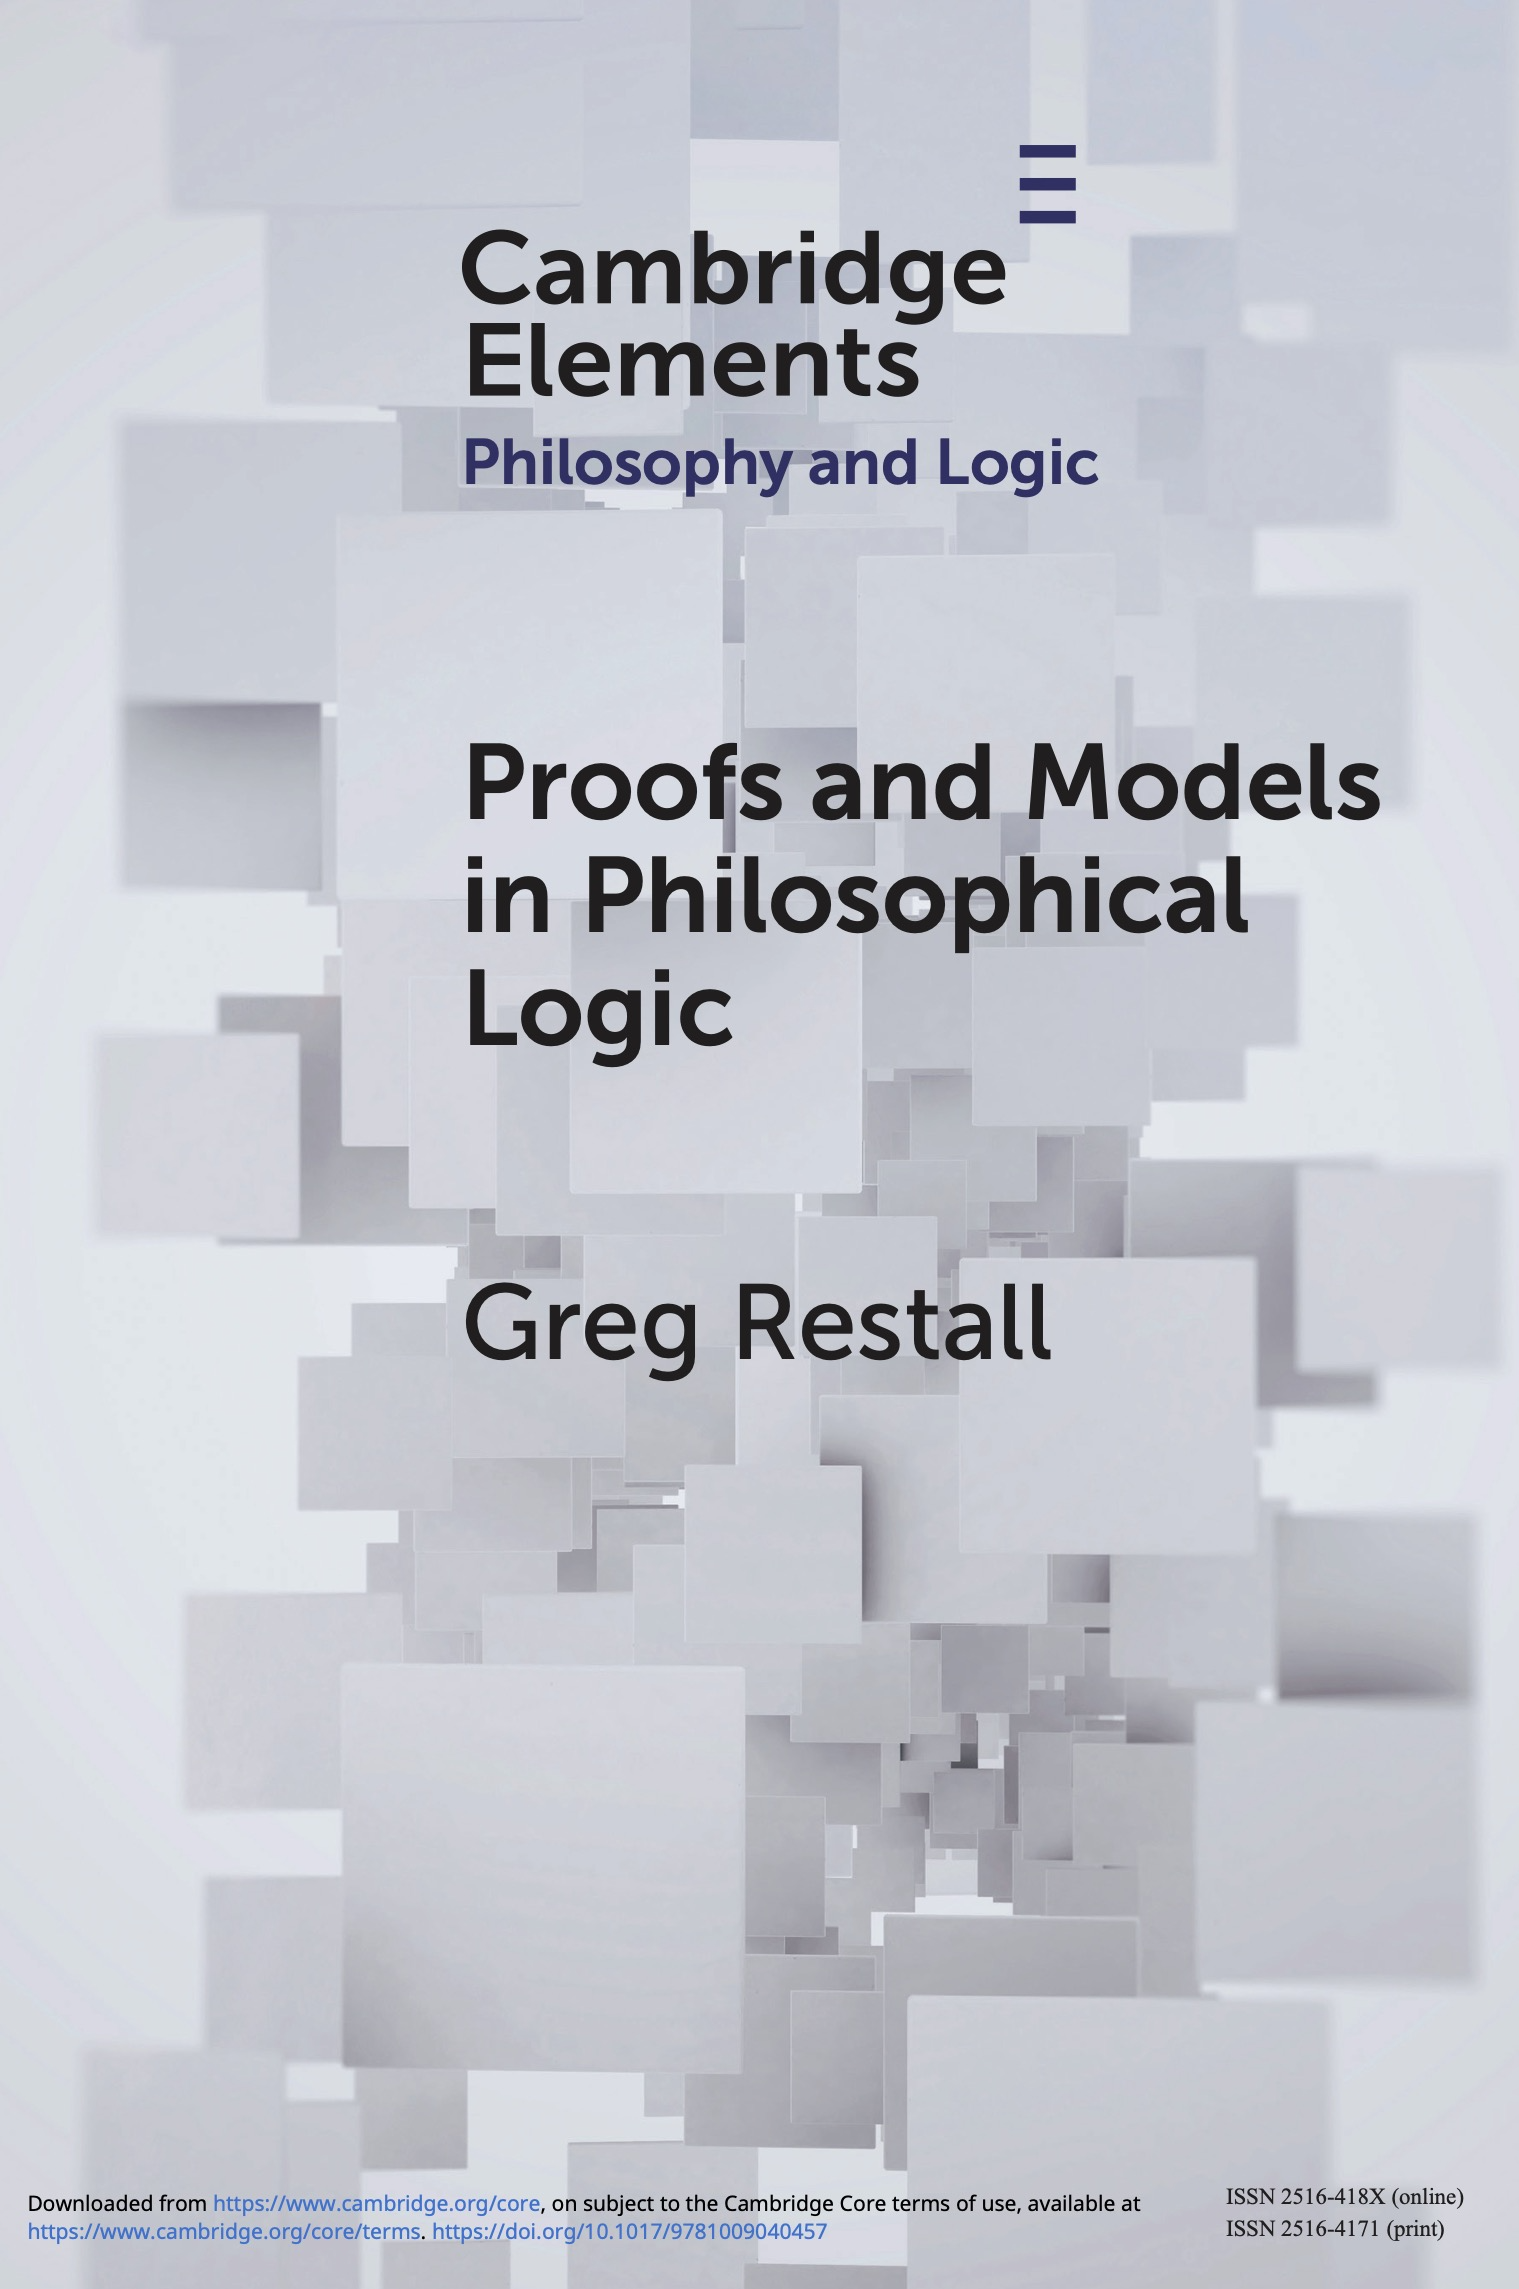 Cambridge
Elements
Philosophy and Logic
Proofs and Models
in Philosophical
Logic
Greg Restall
Downloaded from https://www.cambridge.org/core, on subject to the Cambridge Core terms of use, available at
https://www.cambridge.org/core/terms. https://doi.org/10.1017/9781009040457
ISSN 2516-418X (online)
ISSN 2516-4171 (print)